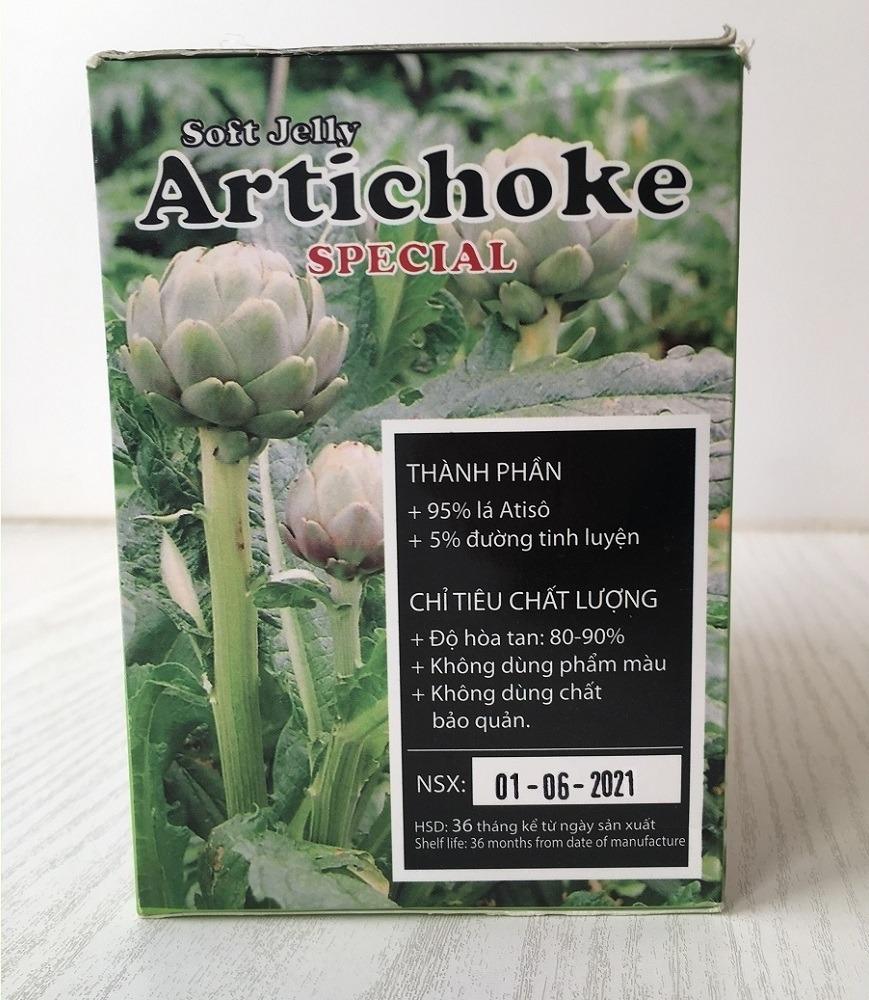 Soft Jelly
Artichoke
SPECIAL
THÀNH PHẦN
+ 95% lá Atisô
+ 5% đường tinh luyện
CHỈ TIÊU CHẤT LƯỢNG
+ Độ hòa tan: 80-90%
+ Không dùng phẩm màu
+ Không dùng chất
bảo quản.
NSX: 01-06-2021
HSD: 36 tháng kể từ ngày sản xuất
Shelf life: 36 months from date of manufacture